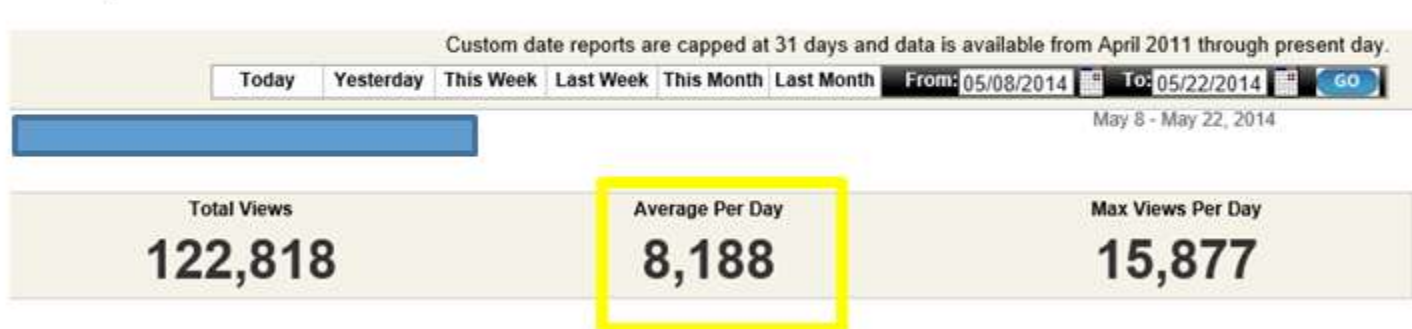 Custom date reports are capped at 31 days and data is available from April 2011 through present day.
Today Yesterday This Week Last Week This Month Last Month From: 05/08/2014 To: 05/22/2014 GO
May 8 - May 22, 2014
Total Views Average Per Day Max Views Per Day
122,818 8,188 15,877